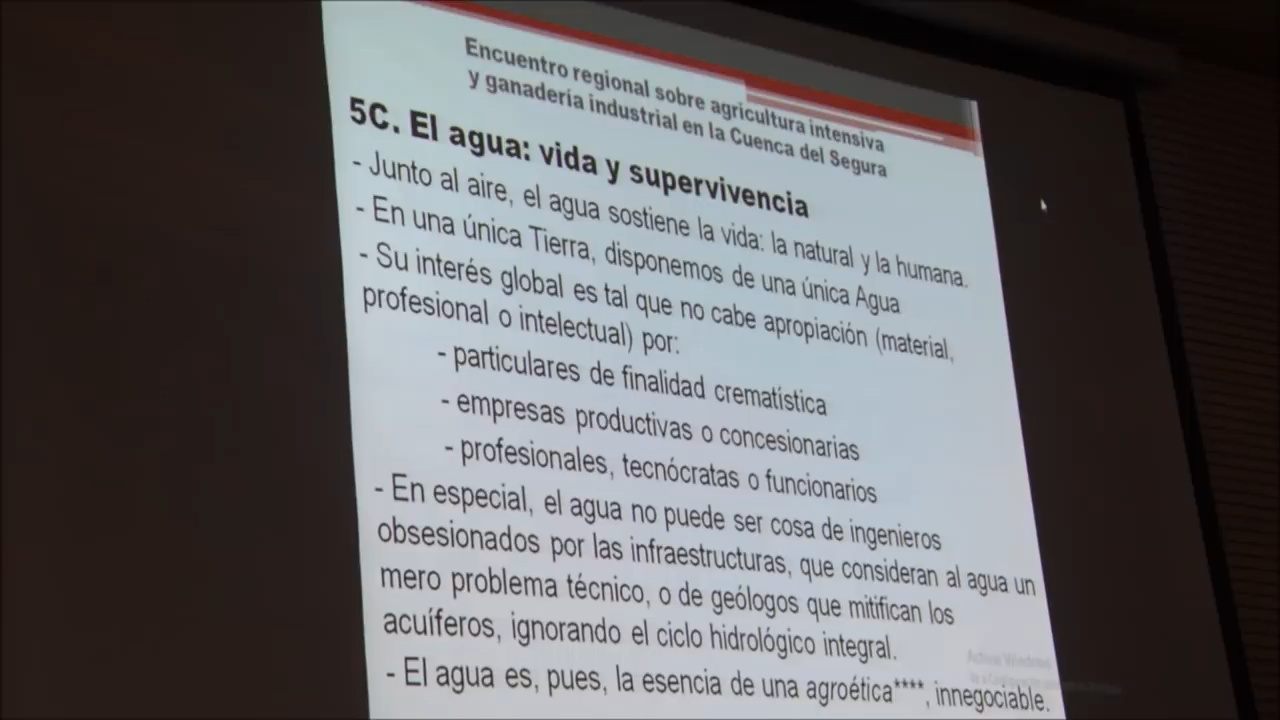 Encuentro regional sobre agricultura intensiva
y ganadería industrial en la Cuenca del Segura
5C. El agua: vida y supervivencia
- Junto al aire, el agua sostiene la vida: la natural y la humana.
- En una única Tierra, disponemos de una única Agua
- Su interés global es tal que no cabe apropiación (material,
profesional o intelectual) por:
- particulares de finalidad crematística
- empresas productivas o concesionarias
- profesionales, tecnócratas o funcionarios
- En especial, el agua no puede ser cosa de ingenieros
obsesionados por las infraestructuras, que consideran al agua un
mero problema técnico, o de geólogos que mitifican los
acuíferos, ignorando el ciclo hidrológico integral.
- El agua es, pues, la esencia de una agroética****, innegociable.
Activar Windows